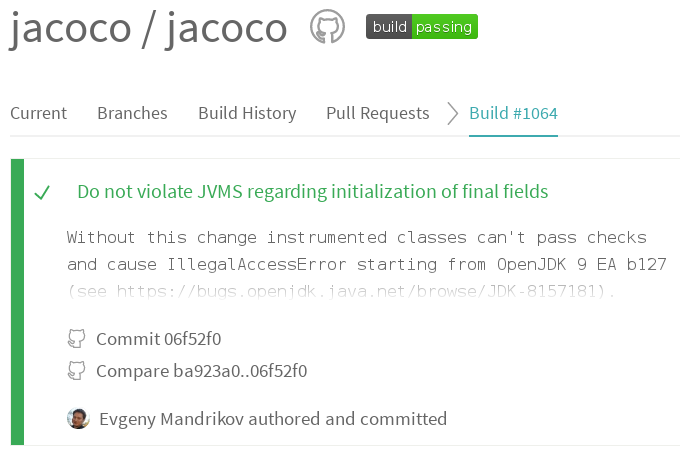 jacoco / jacoco
build passing
Current Branches Build History Pull Requests Build #1064
Do not violate JVMS regarding initialization of final fields
Without this change instrumented classes can't pass checks
and cause IllegalAccessError starting from OpenJDK 9 EA b127
(see https://bugs.openjdk.java.net/browse/JDK-8157181).
Commit 06f52f0
Compare ba923a0..06f52f0
Evgeny Mandrikov authored and committed